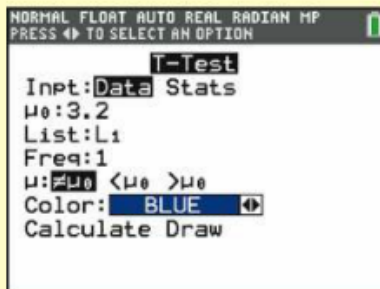 NORMAL FLOAT AUTO REAL RADIAN MP
PRESS ◄► TO SELECT AN OPTION
T-Test
Inpt:Data Stats
μ₀:3.2
List:L₁
Freq:1
μ:≠μ₀ <μ₀ >μ₀
Color: BLUE ◄►
Calculate Draw